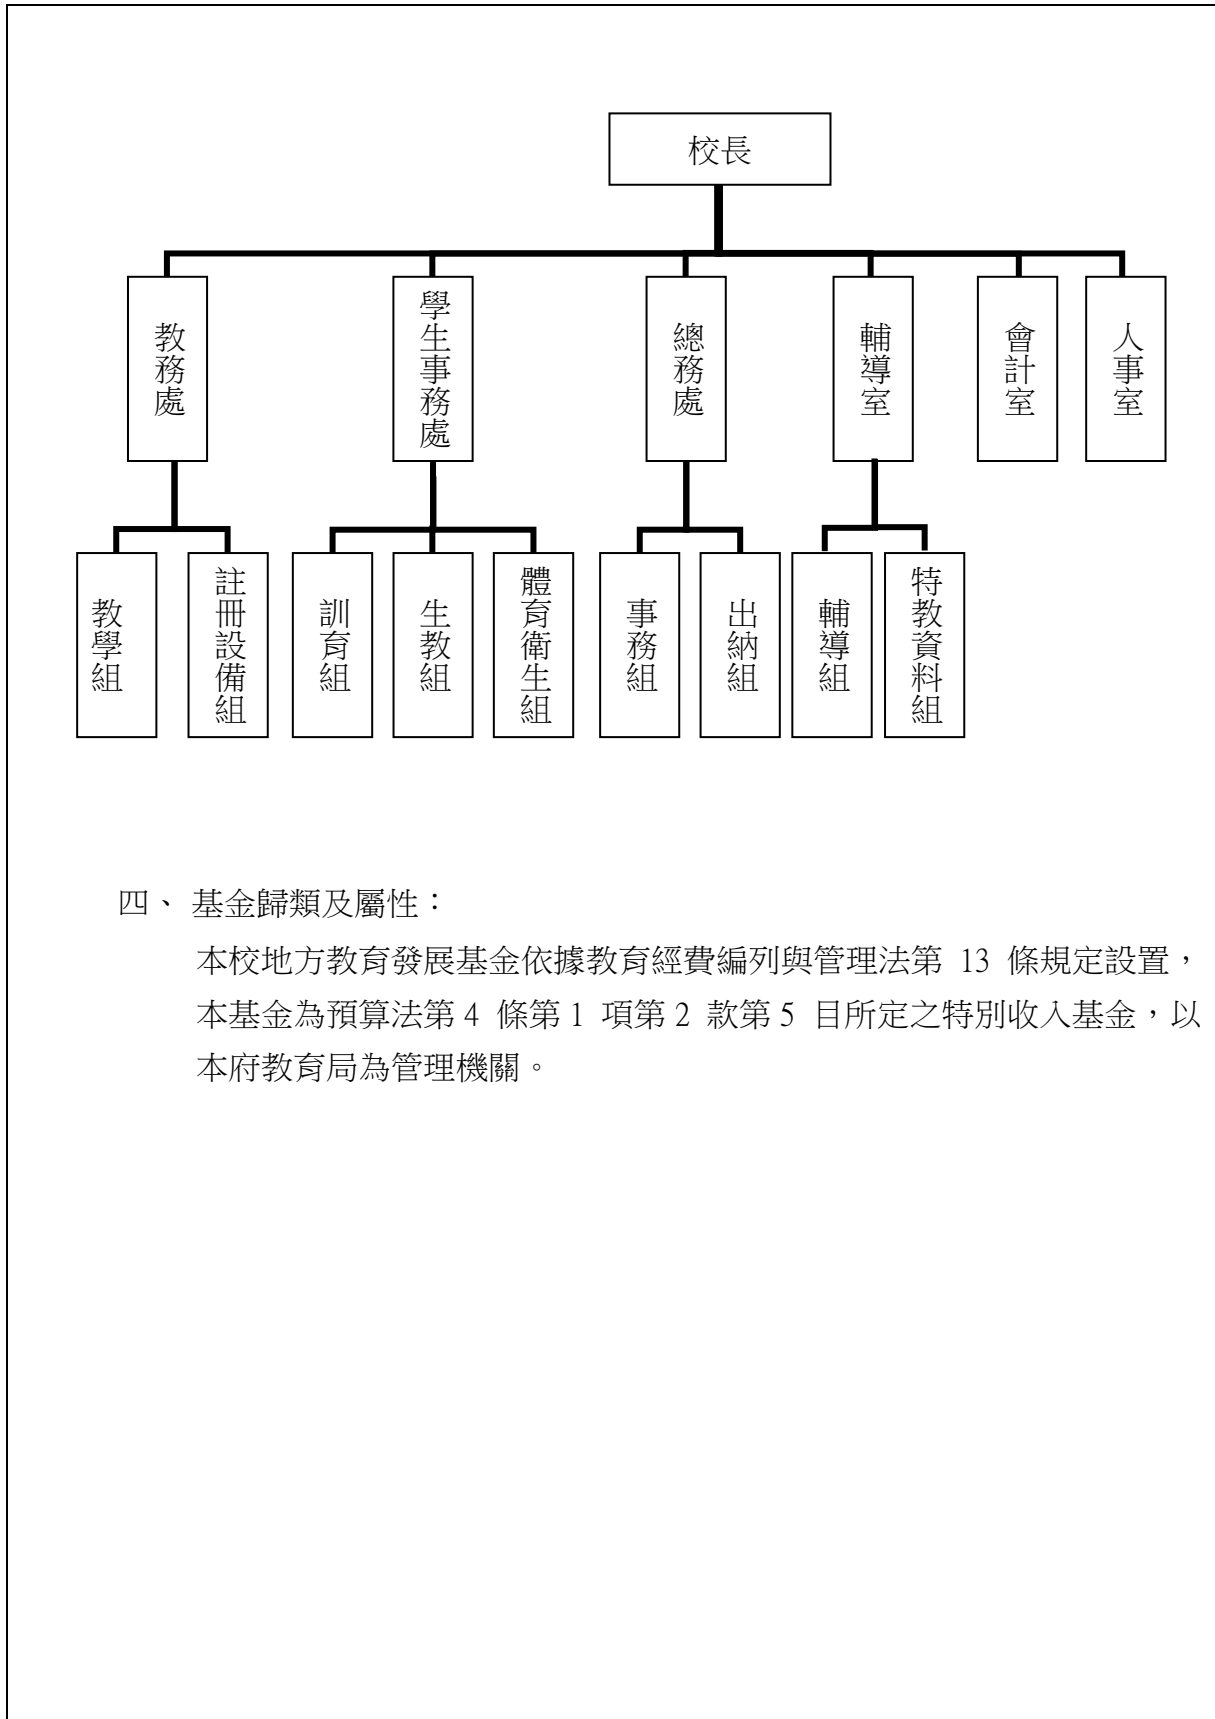 校長
教務處
學生事務處
總務處
輔導室
會計室
人事室
教學組
註冊設備組
訓育組
生教組
體育衛生組
事務組
出納組
輔導組
特教資料組
四、 基金歸類及屬性：
本校地方教育發展基金依據教育經費編列與管理法第 13 條規定設置，
本基金為預算法第 4 條第 1 項第 2 款第 5 目所定之特別收入基金，以
本府教育局為管理機關。